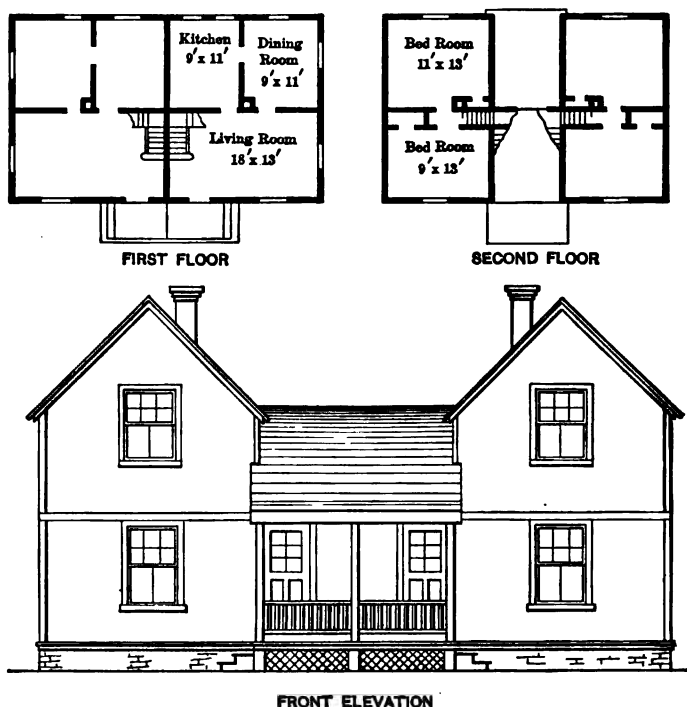 Kitchen
9'x 11'
Dining
Room
9'x 11'
Living Room
18'x 13'
FIRST FLOOR
Bed Room
11'x 13'
Bed Room
9'x 13'
SECOND FLOOR
FRONT ELEVATION